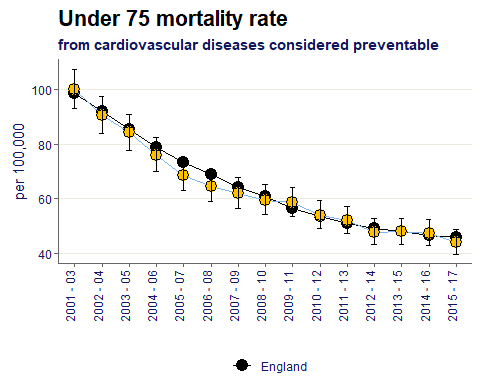 Under 75 mortality rate
from cardiovascular diseases considered preventable
per 100,000
100
80
60
40
2001 - 03
2002 - 04
2003 - 05
2004 - 06
2005 - 07
2006 - 08
2007 - 09
2008 - 10
2009 - 11
2010 - 12
2011 - 13
2012 - 14
2013 - 15
2014 - 16
2015 - 17
England